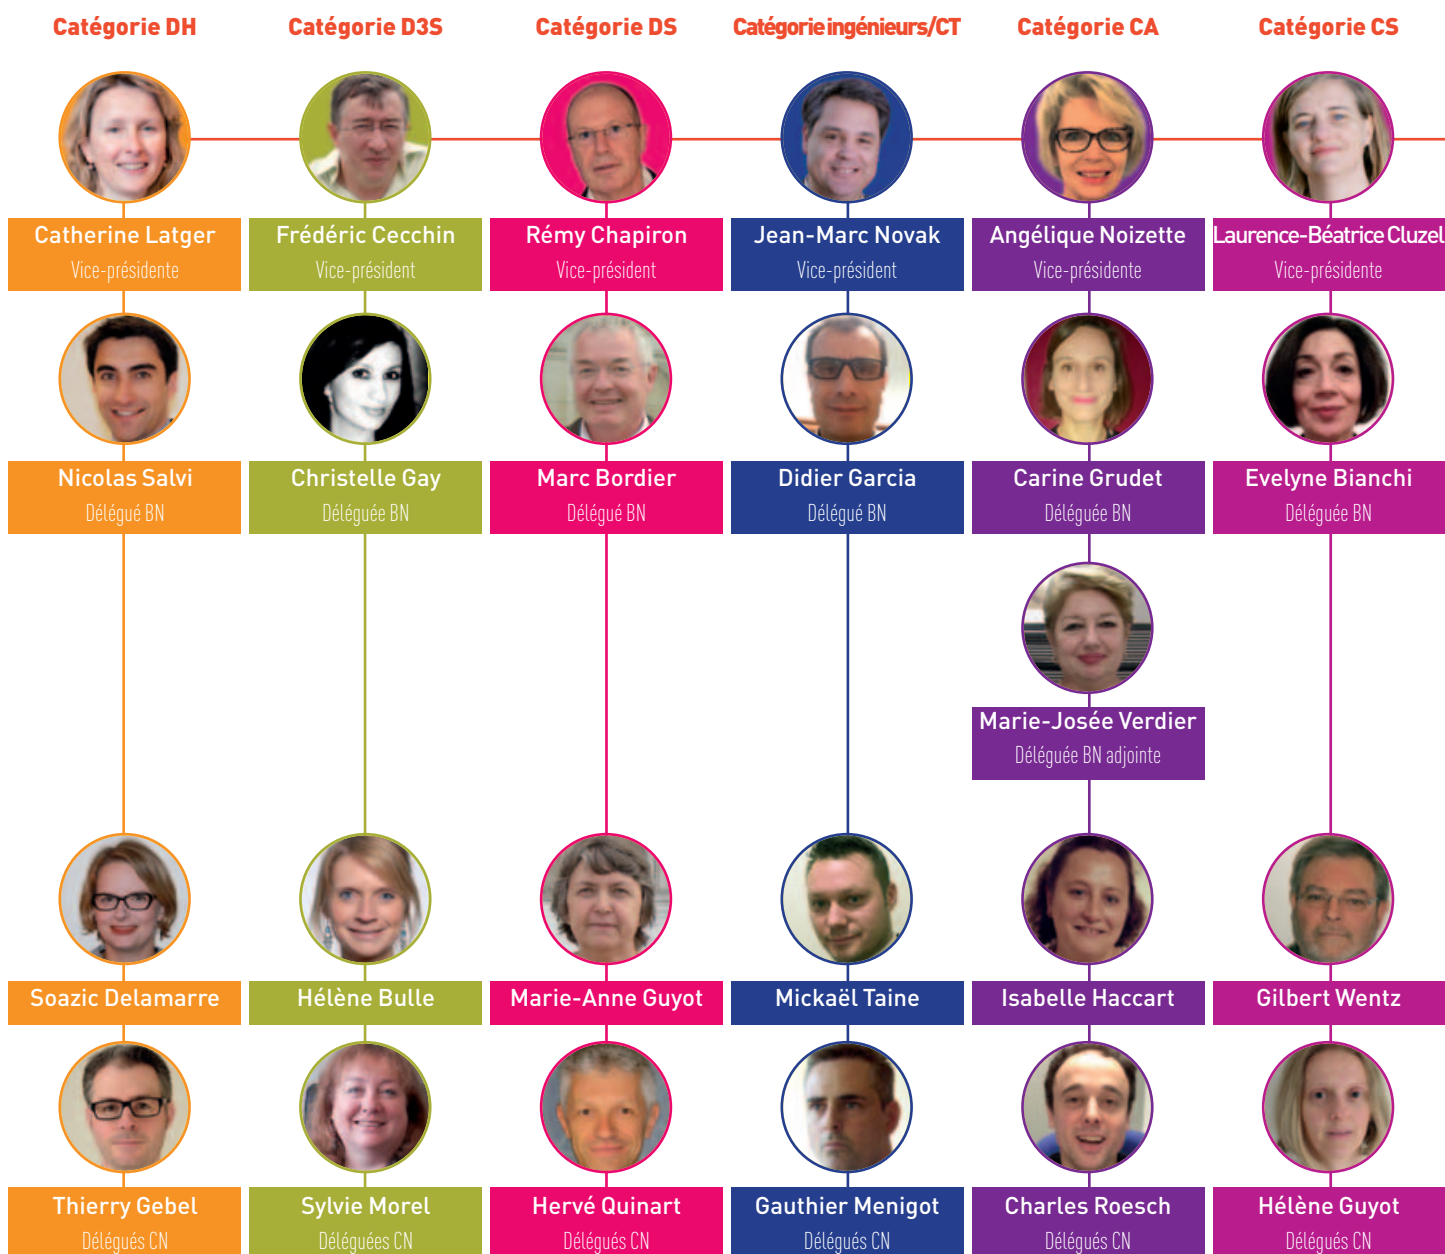 Catégorie DH
Catégorie D3S
Catégorie DS
Catégorie ingénieurs/CT
Catégorie CA
Catégorie CS
Catherine Latger
Vice-présidente
Frédéric Cecchin
Vice-président
Rémy Chapiron
Vice-président
Jean-Marc Novak
Vice-président
Angélique Noizette
Vice-présidente
Laurence-Béatrice Cluzel
Vice-présidente
Nicolas Salvi
Délégué BN
Christelle Gay
Déléguée BN
Marc Bordier
Délégué BN
Didier Garcia
Délégué BN
Carine Grudet
Déléguée BN
Evelyne Bianchi
Déléguée BN
Marie-Josée Verdier
Déléguée BN adjointe
Soazic Delamarre
Hélène Bulle
Marie-Anne Guyot
Mickaël Taine
Isabelle Haccart
Gilbert Wentz
Thierry Gebel
Délégués CN
Sylvie Morel
Déléguées CN
Hervé Quinart
Délégués CN
Gauthier Menigot
Délégués CN
Charles Roesch
Délégués CN
Hélène Guyot
Délégués CN